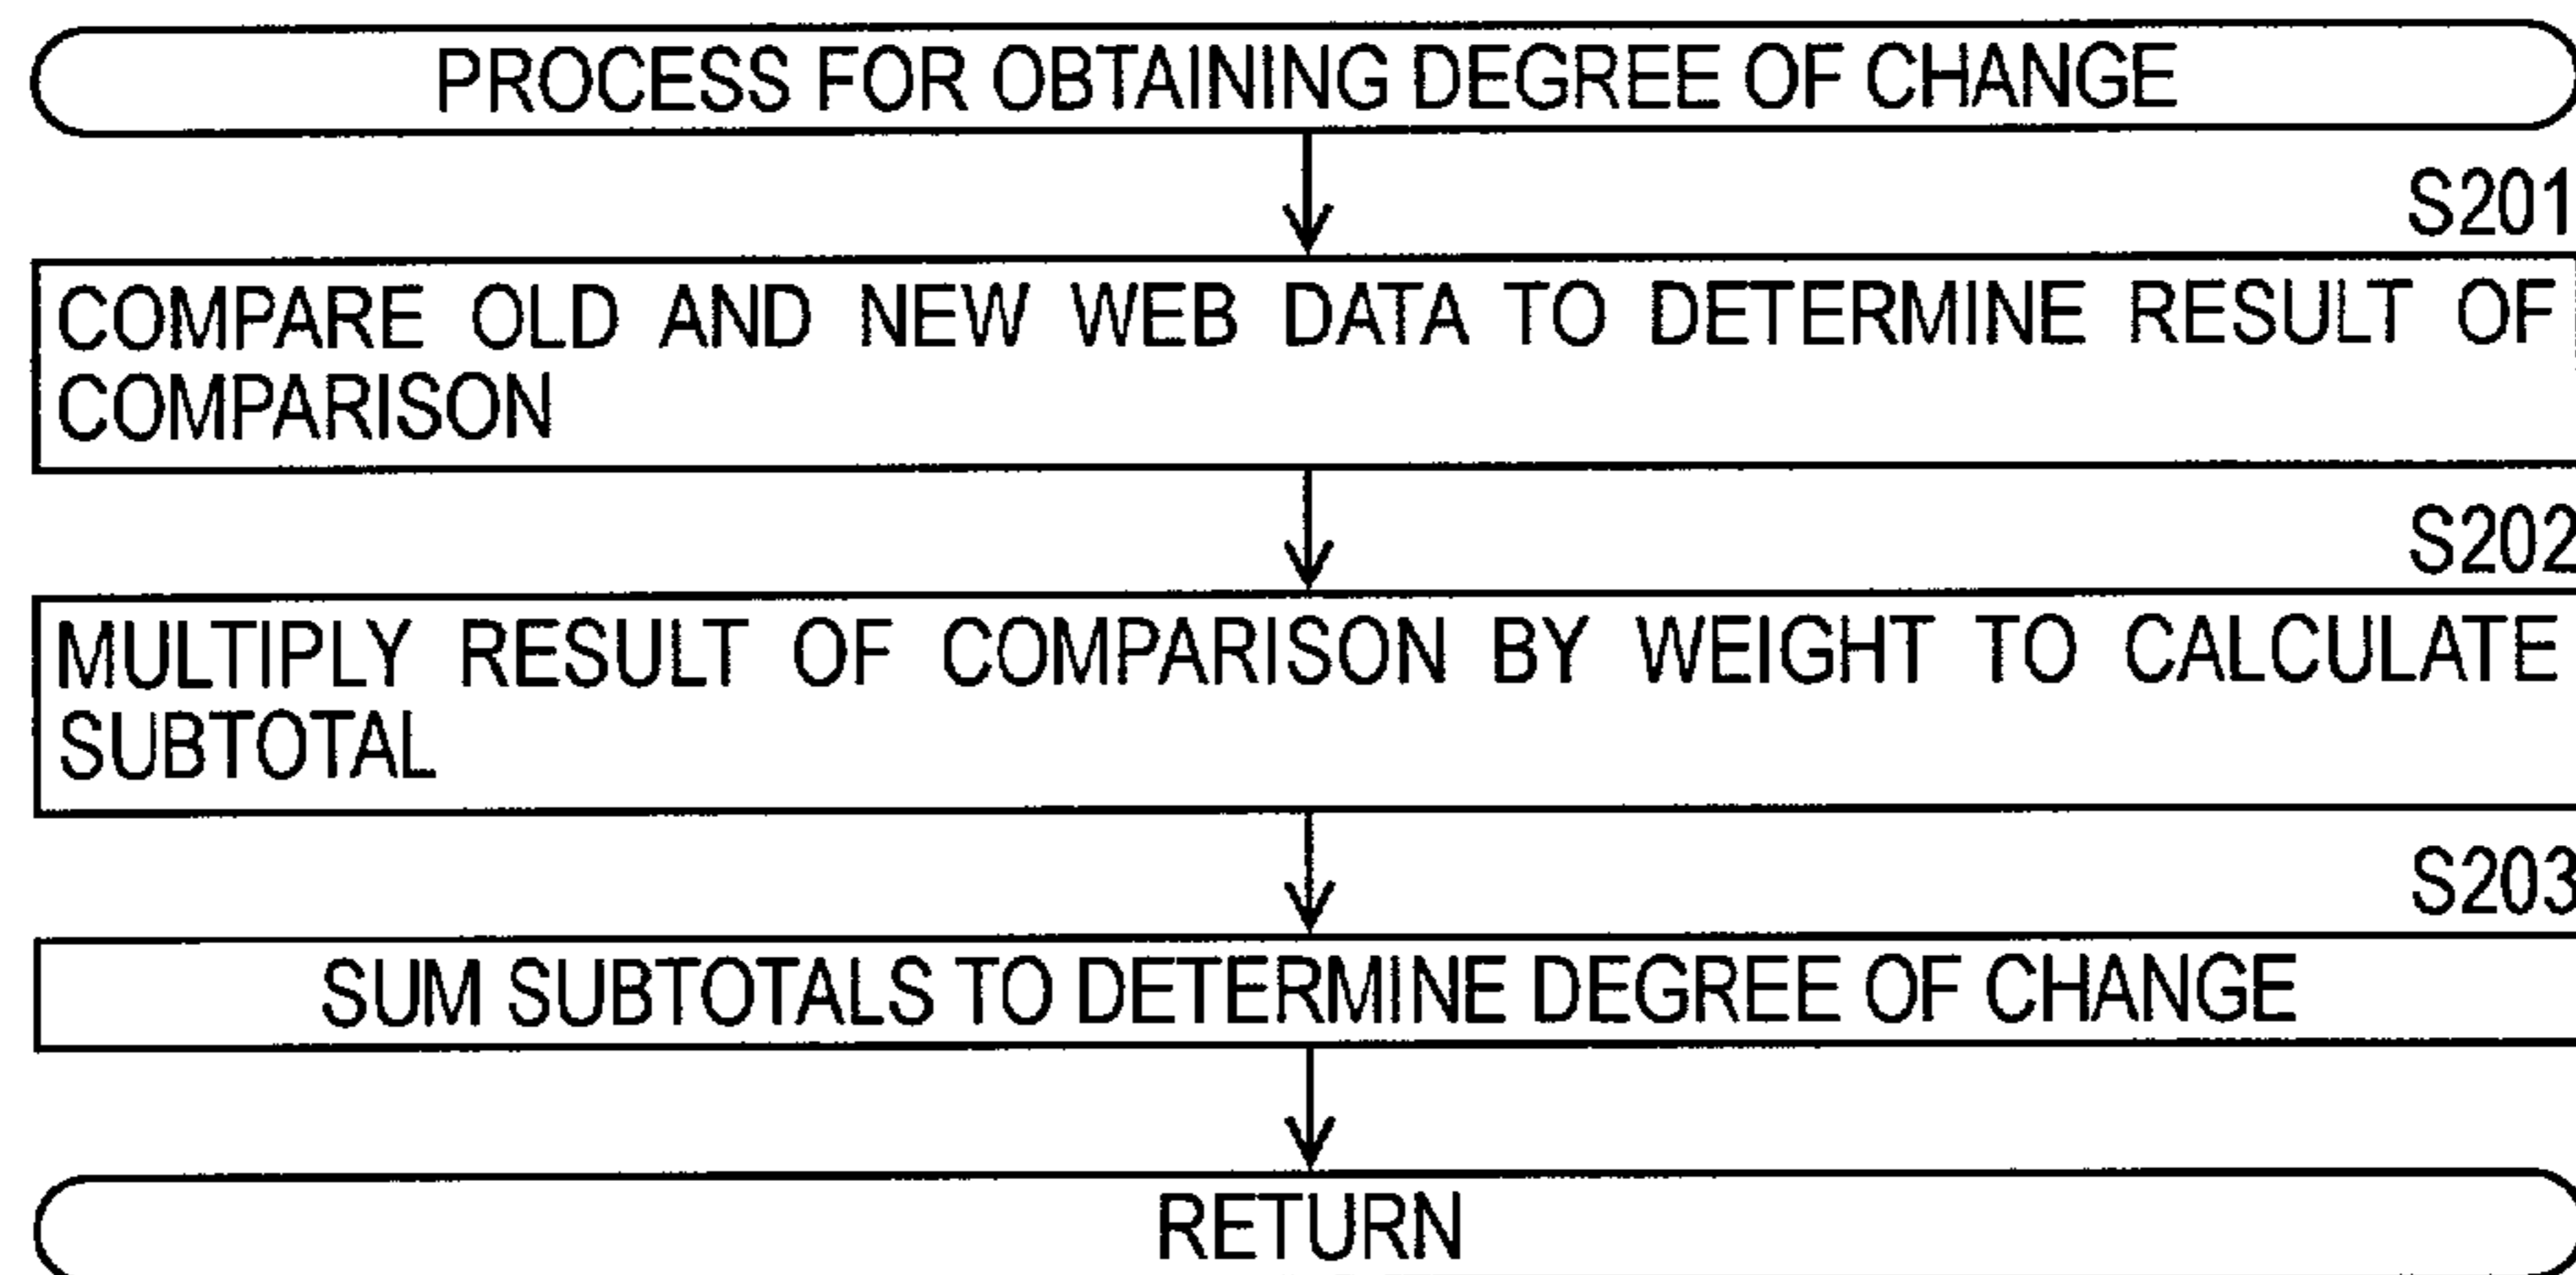 PROCESS FOR OBTAINING DEGREE OF CHANGE
S201
COMPARE OLD AND NEW WEB DATA TO DETERMINE RESULT OF
COMPARISON
S202
MULTIPLY RESULT OF COMPARISON BY WEIGHT TO CALCULATE
SUBTOTAL
S203
SUM SUBTOTALS TO DETERMINE DEGREE OF CHANGE
RETURN